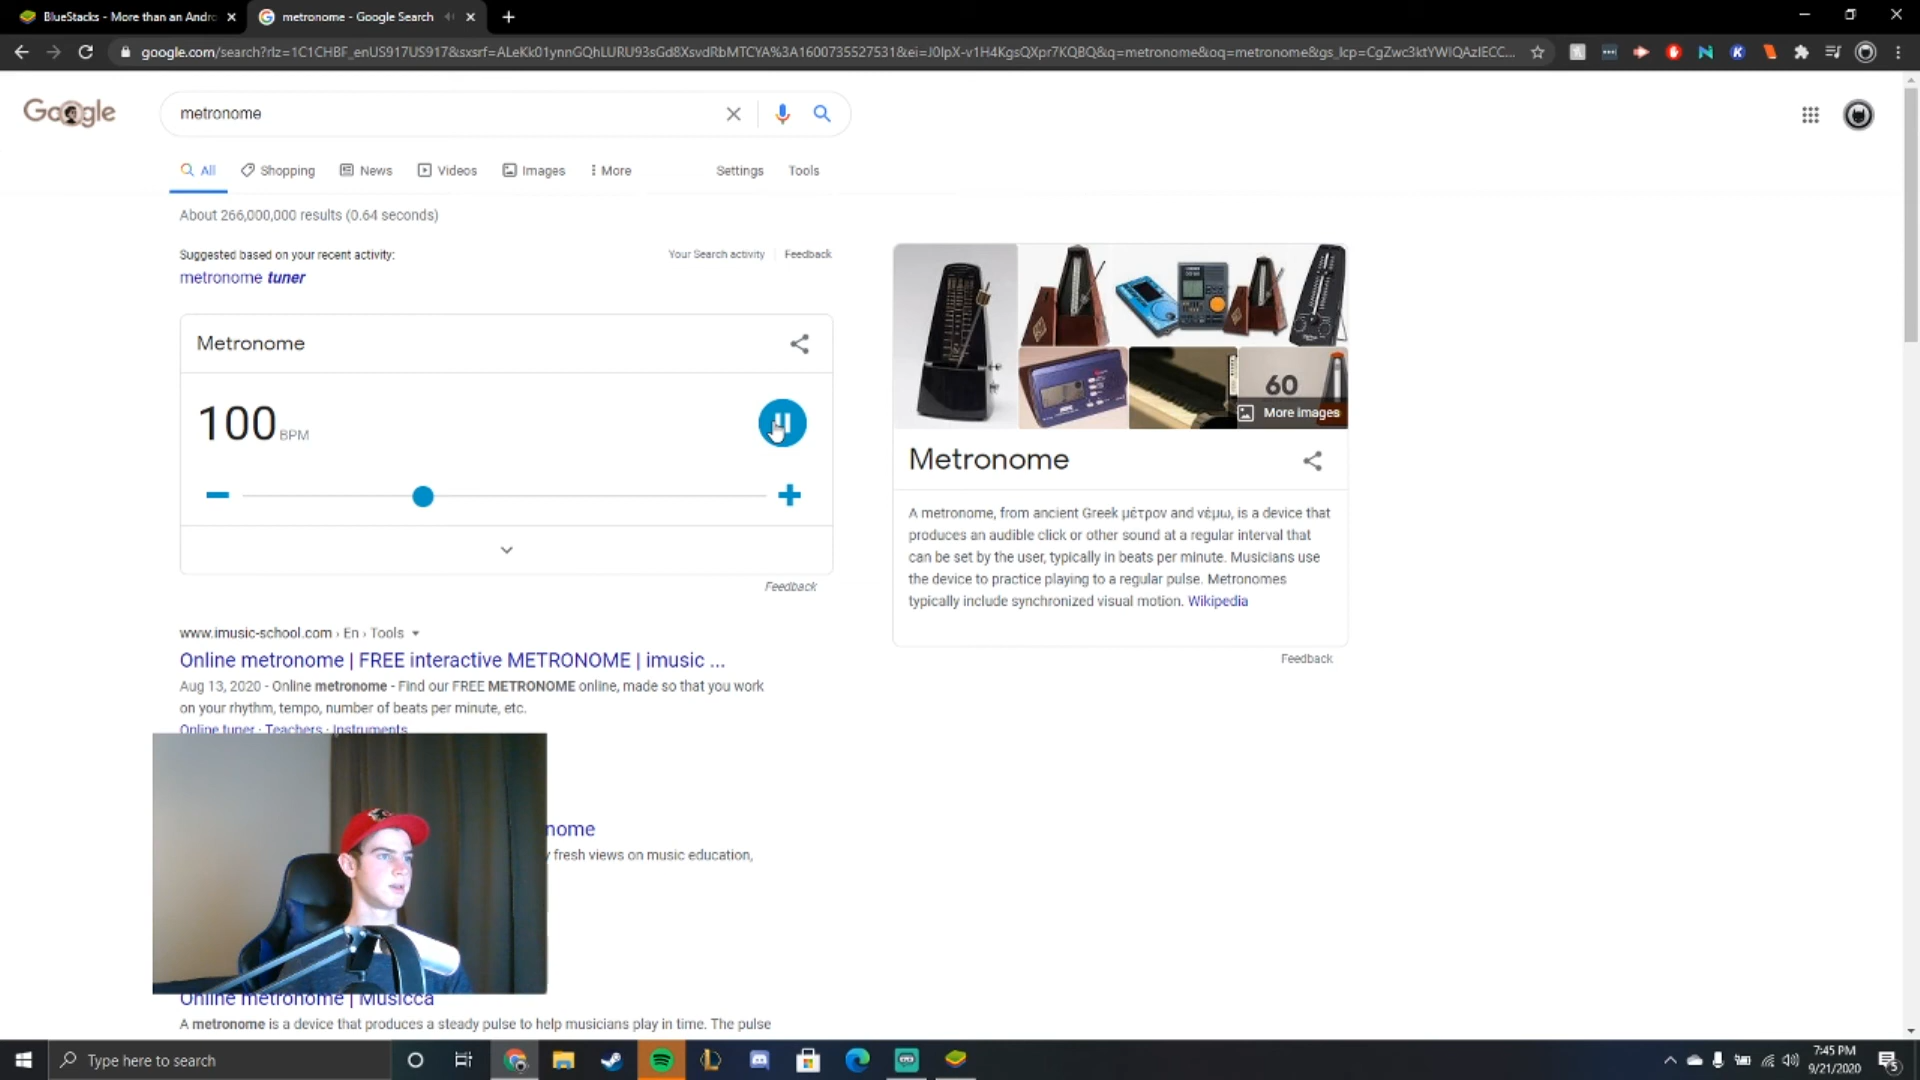 BlueStacks - More than an Andro
metronome - Google Search
google.com/search?rlz=1C1CHBF_enUS917US917&sxsrf=ALeKk01ynnGQhLURU93sGd8XsvdRbMTCYA%3A1600735527531&ei=J0lpX-v1H4KgsQXpr7KQBQ&q=metronome&oq=metronome&gs_lcp=CgZwc3ktYWIQAzIECC...
Google
metronome
All
Shopping
News
Videos
Images
More
Settings
Tools
About 266,000,000 results (0.64 seconds)
Suggested based on your recent activity:
Your Search activity
Feedback
metronome tuner
Metronome
100 BPM
Feedback
www.imusic-school.com › En › Tools
Online metronome | FREE interactive METRONOME | imusic ...
Aug 13, 2020 - Online metronome - Find our FREE METRONOME online, made so that you work
on your rhythm, tempo, number of beats per minute, etc.
Online tuner · Teachers · Instruments
nome
fresh views on music education,
Online metronome | Musicca
A metronome is a device that produces a steady pulse to help musicians play in time. The pulse
60
More images
Metronome
A metronome, from ancient Greek μέτρον and νέμω, is a device that
produces an audible click or other sound at a regular interval that
can be set by the user, typically in beats per minute. Musicians use
the device to practice playing to a regular pulse. Metronomes
typically include synchronized visual motion. Wikipedia
Feedback
Type here to search
7:45 PM
9/21/2020
5